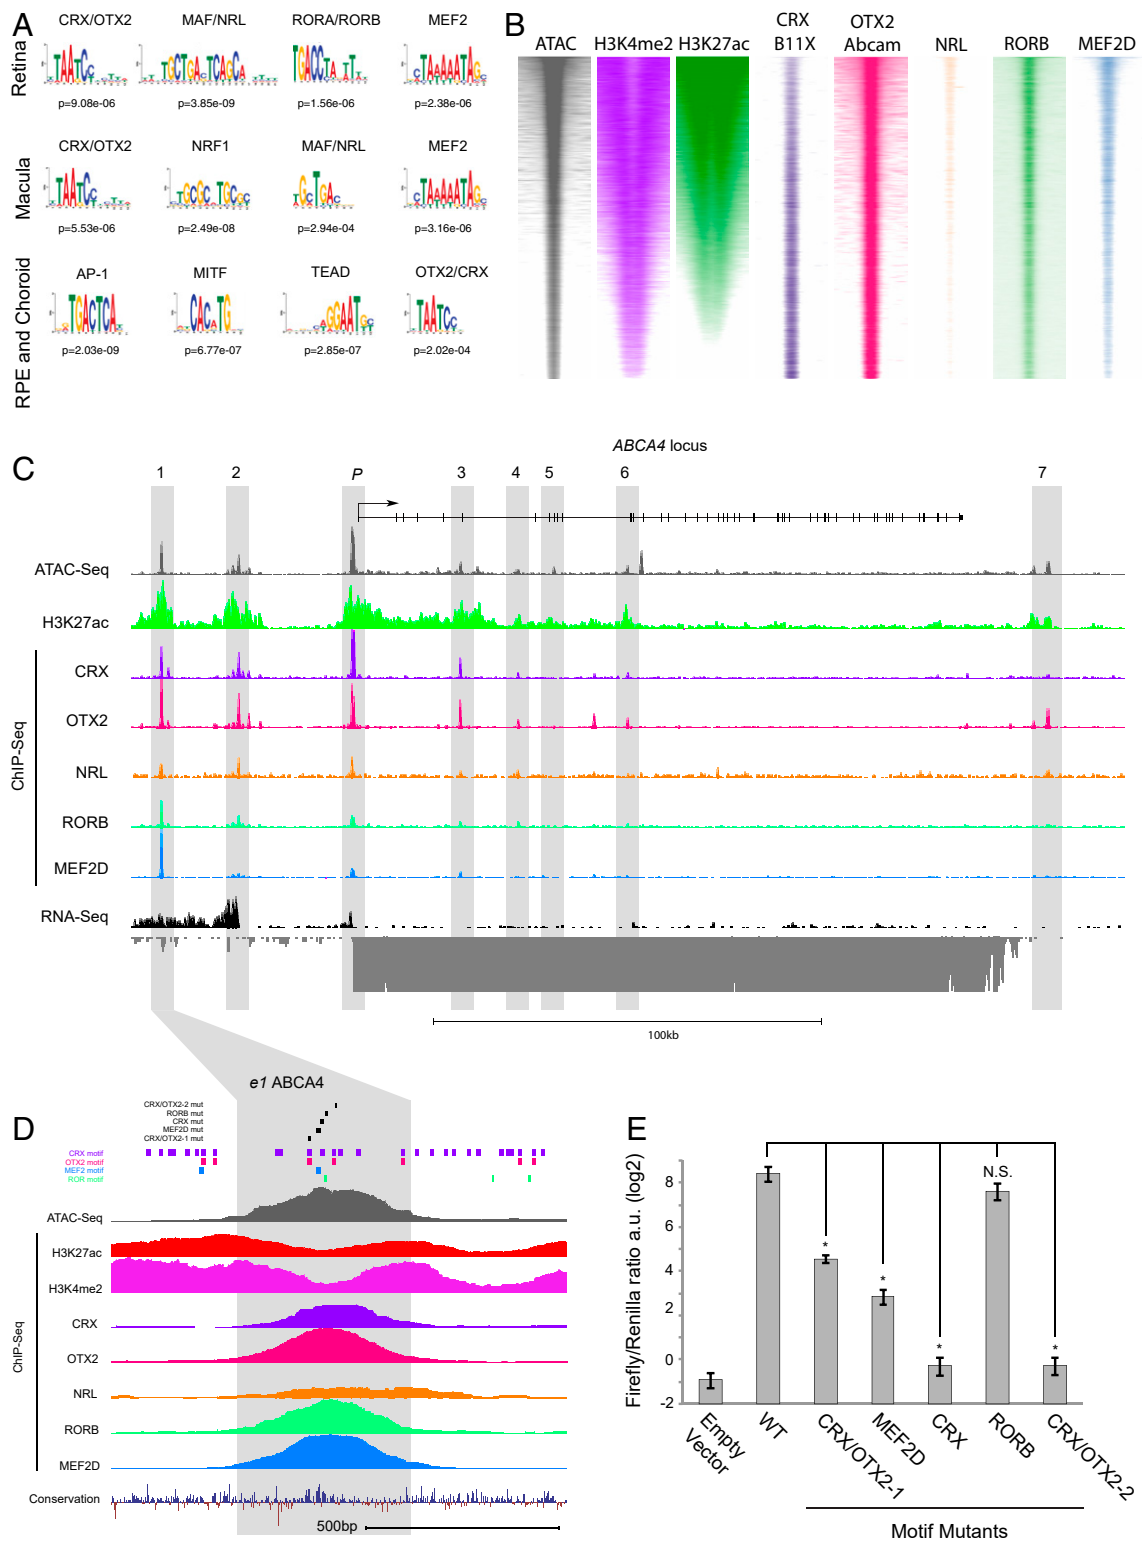 A
CRX/OTX2 MAF/NRL RORA/RORB MEF2
Retina
p=9.08e-06 p=3.85e-09 p=1.56e-06 p=2.38e-06
CRX/OTX2 NRF1 MAF/NRL MEF2
Macula
p=5.53e-06 p=2.49e-08 p=2.94e-04 p=3.16e-06
AP-1 MITF TEAD OTX2/CRX
RPE and Choroid
p=2.03e-09 p=6.77e-07 p=2.85e-07 p=2.02e-04
B
ATAC H3K4me2 H3K27ac CRX B11X OTX2 Abcam NRL RORB MEF2D
C
ABCA4 locus
1 2 P 3 4 5 6 7
ATAC-Seq
H3K27ac
ChIP-Seq
CRX
OTX2
NRL
RORB
MEF2D
RNA-Seq
100kb
D
e1 ABCA4
CRX/OTX2-2 mut
RORB mut
CRX mut
MEF2D mut
CRX/OTX2-1 mut
CRX motif
OTX2 motif
MEF2 motif
ROR motif
ATAC-Seq
ChIP-Seq
H3K27ac
H3K4me2
CRX
OTX2
NRL
RORB
MEF2D
Conservation
500bp
E
Firefly/Renilla ratio a.u. (log2)
8
6
4
2
0
-2
* * * N.S. *
Empty Vector
WT
CRX/OTX2-1
MEF2D
CRX
RORB
CRX/OTX2-2
Motif Mutants